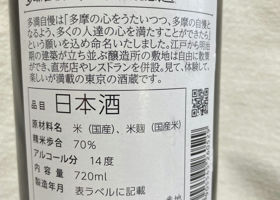 多満自慢は「多摩の心をうたいつつ、多摩の自慢と
なるよう、多くの人達の心を満たすことができたら」
という願いを込め命名いたしました。江戸から明治
期の建築が立ち並ぶ醸造所の敷地は自由に散策
ができ、直売店やレストランを併設。見て、体験して、
楽しいが満載の東京の酒蔵です。
品目 日本酒
原材料名 米(国産)、米麹(国産米)
精米歩合 70%
アルコール分 14度
内容量 720ml
製造年月 表ラベルに記載